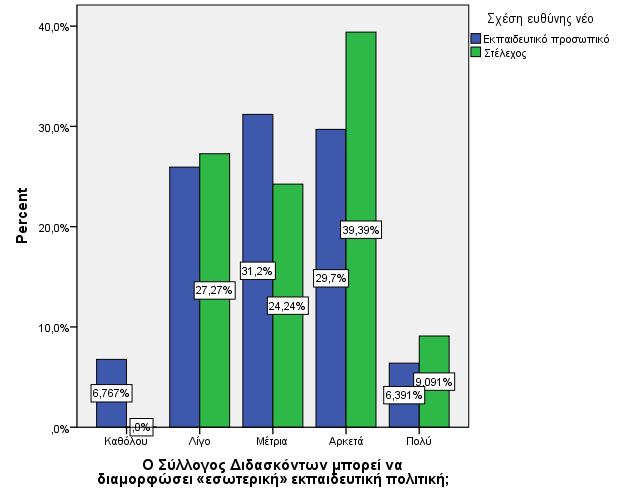 Σχέση ευθύνης νέο
Εκπαιδευτικό προσωπικό
Στέλεχος
40,0%
30,0%
20,0%
10,0%
,0%
Percent
6,767%
,0%
27,27%
31,2%
24,24%
29,7%
39,39%
6,391%
9,091%
Καθόλου
Λίγο
Μέτρια
Αρκετά
Πολύ
Ο Σύλλογος Διδασκόντων μπορεί να
διαμορφώσει «εσωτερική» εκπαιδευτική πολιτική;